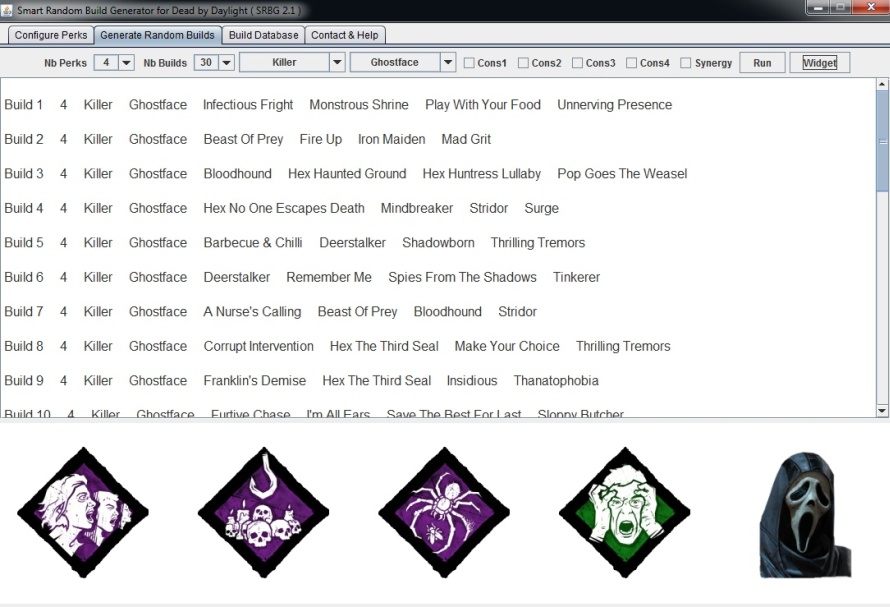 Smart Random Build Generator for Dead by Daylight ( SRBG 2.1 )
Configure Perks Generate Random Builds Build Database Contact & Help
Nb Perks 4 Nb Builds 30 Killer Ghostface Cons1 Cons2 Cons3 Cons4 Synergy Run Widget
Build 1 4 Killer Ghostface Infectious Fright Monstrous Shrine Play With Your Food Unnerving Presence
Build 2 4 Killer Ghostface Beast Of Prey Fire Up Iron Maiden Mad Grit
Build 3 4 Killer Ghostface Bloodhound Hex Haunted Ground Hex Huntress Lullaby Pop Goes The Weasel
Build 4 4 Killer Ghostface Hex No One Escapes Death Mindbreaker Stridor Surge
Build 5 4 Killer Ghostface Barbecue & Chilli Deerstalker Shadowborn Thrilling Tremors
Build 6 4 Killer Ghostface Deerstalker Remember Me Spies From The Shadows Tinkerer
Build 7 4 Killer Ghostface A Nurse's Calling Beast Of Prey Bloodhound Stridor
Build 8 4 Killer Ghostface Corrupt Intervention Hex The Third Seal Make Your Choice Thrilling Tremors
Build 9 4 Killer Ghostface Franklin's Demise Hex The Third Seal Insidious Thanatophobia
Build 10 4 Killer Ghostface Furtive Chase I'm All Ears Save The Best For Last Sloppy Butcher